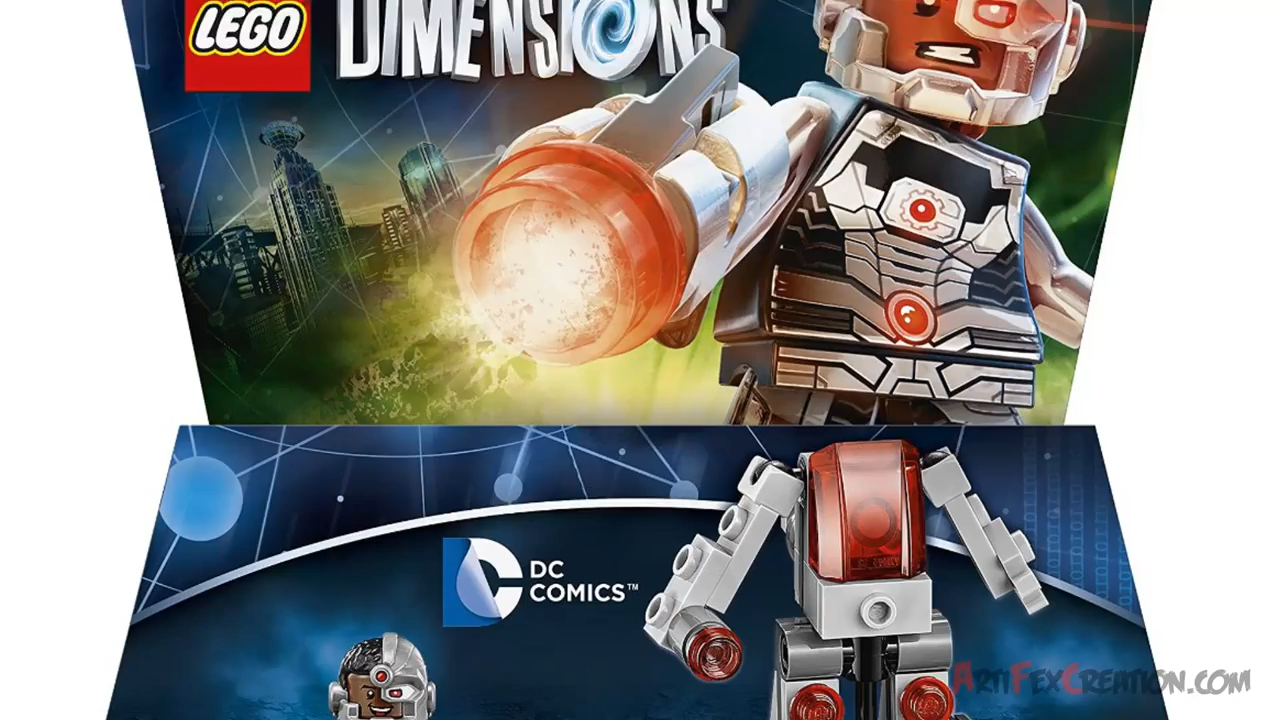 LEGO
DIMENSIONS
DC
COMICS™
ARTIFEXCREATION.COM